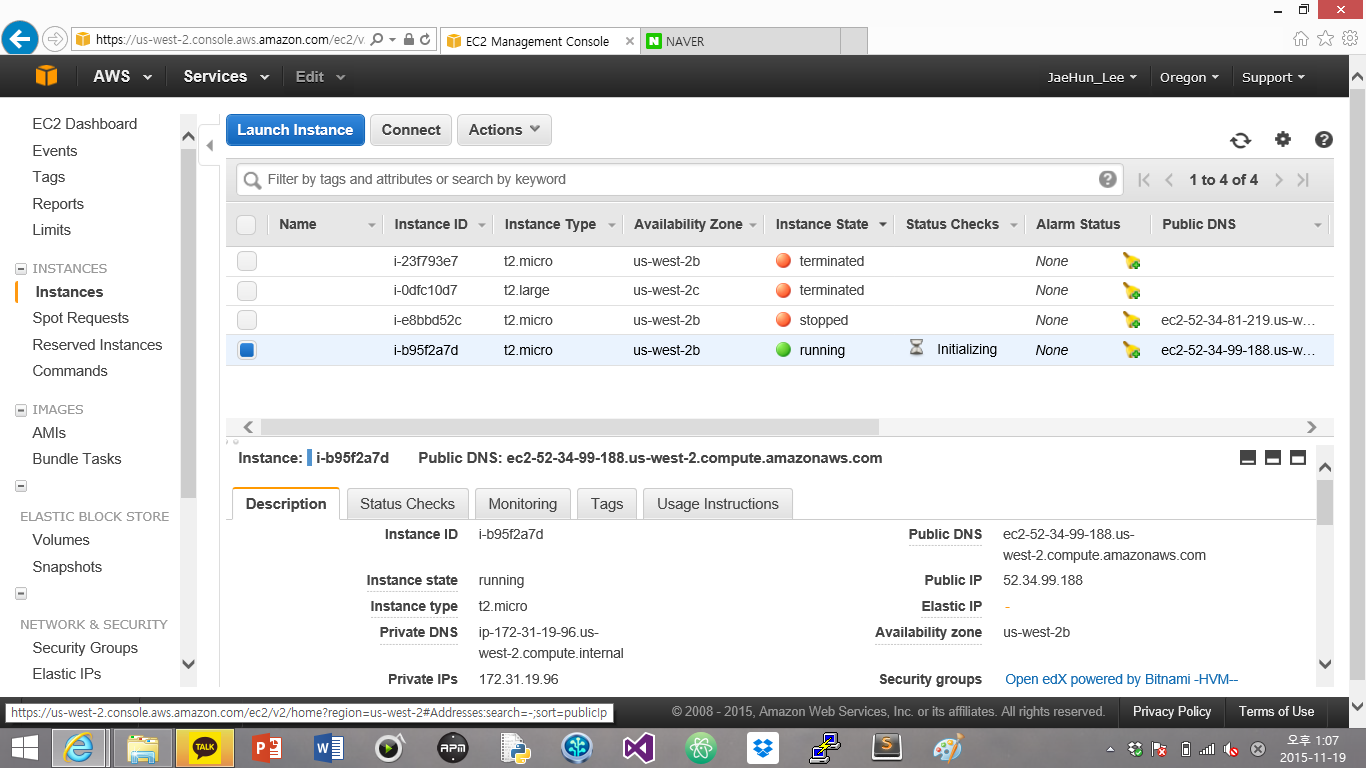 https://us-west-2.console.aws.amazon.com/ec2/v.
EC2 Management Console
NAVER
AWS
Services
Edit
JaeHun_Lee
Oregon
Support
EC2 Dashboard
Events
Tags
Reports
Limits
INSTANCES
Instances
Spot Requests
Reserved Instances
Commands
IMAGES
AMIs
Bundle Tasks
ELASTIC BLOCK STORE
Volumes
Snapshots
NETWORK & SECURITY
Security Groups
Elastic IPs
Launch Instance
Connect
Actions
Filter by tags and attributes or search by keyword
1 to 4 of 4
Name Instance ID Instance Type Availability Zone Instance State Status Checks Alarm Status Public DNS
i-23f793e7 t2.micro us-west-2b terminated None
i-0dfc10d7 t2.large us-west-2c terminated None
i-e8bbd52c t2.micro us-west-2b stopped None ec2-52-34-81-219.us-w...
i-b95f2a7d t2.micro us-west-2b running Initializing None ec2-52-34-99-188.us-w...
Instance: i-b95f2a7d Public DNS: ec2-52-34-99-188.us-west-2.compute.amazonaws.com
Description
Status Checks
Monitoring
Tags
Usage Instructions
Instance ID i-b95f2a7d
Public DNS ec2-52-34-99-188.us-
west-2.compute.amazonaws.com
Instance state running
Public IP 52.34.99.188
Instance type t2.micro
Elastic IP -
Private DNS ip-172-31-19-96.us-
west-2.compute.internal
Availability zone us-west-2b
Private IPs 172.31.19.96
Security groups Open edX powered by Bitnami -HVM--
https://us-west-2.console.aws.amazon.com/ec2/v2/home?region=us-west-2#Addresses:search=-;sort=publicIp
© 2008 - 2015, Amazon Web Services, Inc. or its affiliates. All rights reserved.
Privacy Policy
Terms of Use
TALK
APM
오후 1:07
2015-11-19